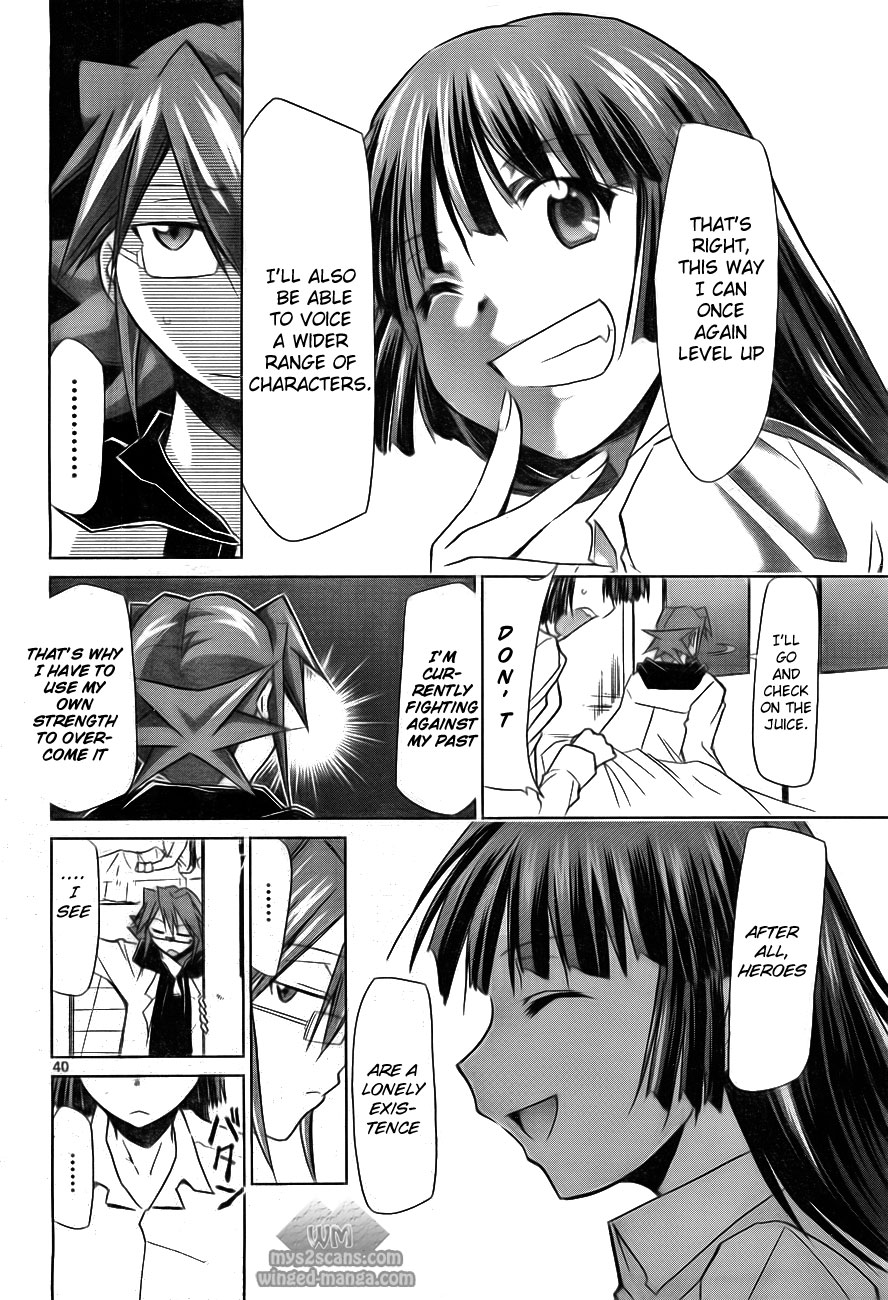 THAT'S
RIGHT,
THIS WAY
I CAN
ONCE
AGAIN
LEVEL UP
I'LL ALSO
BE ABLE
TO VOICE
A WIDER
RANGE OF
CHARACTERS.
.........
I'LL
GO
AND
CHECK
ON THE
JUICE.
DON'T
I'M
CUR-
RENTLY
FIGHTING
AGAINST
MY PAST
THAT'S WHY
I HAVE TO
USE MY
OWN
STRENGTH
TO OVER-
COME IT
AFTER
ALL,
HEROES
ARE A
LONELY
EXIS-
TENCE
....
....
I
SEE
40
バタン
....
WM
mys2scans.com
winged-manga.com